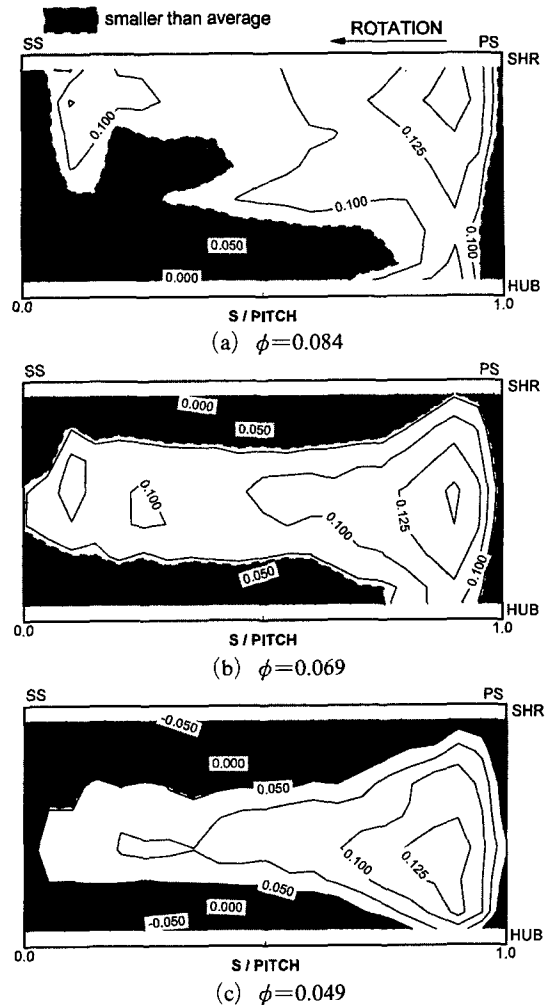 smaller than average
ROTATION
SS
PS
SHR
0.100
0.125
0.100
0.050
0.100
0.000
HUB
0.0
1.0
S / PITCH
(a) φ=0.084
SS
PS
SHR
0.000
0.050
0.100
0.125
0.100
0.100
0.050
HUB
0.0
1.0
S / PITCH
(b) φ=0.069
SS
PS
SHR
-0.050
0.000
0.050
0.100
0.125
0.050
0.000
-0.050
HUB
0.0
1.0
S / PITCH
(c) φ=0.049